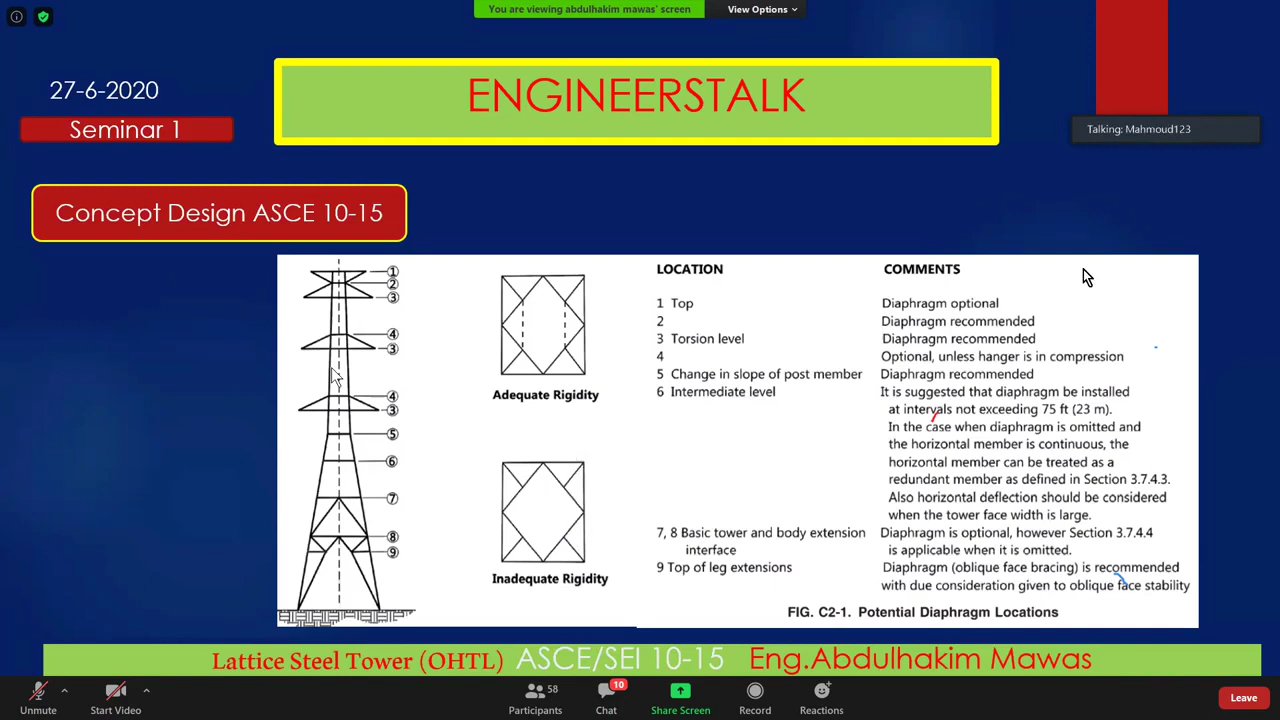 You are viewing abdulhakim mawas' screen
View Options
27-6-2020
Seminar 1
ENGINEERSTALK
Talking: Mahmoud123
Concept Design ASCE 10-15
1
2
3
4
3
4
3
5
6
7
8
9
Adequate Rigidity
Inadequate Rigidity
LOCATION COMMENTS
1 Top Diaphragm optional
2 Diaphragm recommended
3 Torsion level Diaphragm recommended
4 Optional, unless hanger is in compression
5 Change in slope of post member Diaphragm recommended
6 Intermediate level It is suggested that diaphragm be installed
at intervals not exceeding 75 ft (23 m).
In the case when diaphragm is omitted and
the horizontal member is continuous, the
horizontal member can be treated as a
redundant member as defined in Section 3.7.4.3.
Also horizontal deflection should be considered
when the tower face width is large.
7, 8 Basic tower and body extension Diaphragm is optional, however Section 3.7.4.4
interface is applicable when it is omitted.
9 Top of leg extensions Diaphragm (oblique face bracing) is recommended
with due consideration given to oblique face stability
FIG. C2-1. Potential Diaphragm Locations
Lattice Steel Tower (OHTL) ASCE/SEI 10-15 Eng.Abdulhakim Mawas
Unmute
Start Video
58
Participants
10
Chat
Share Screen
Record
Reactions
Leave